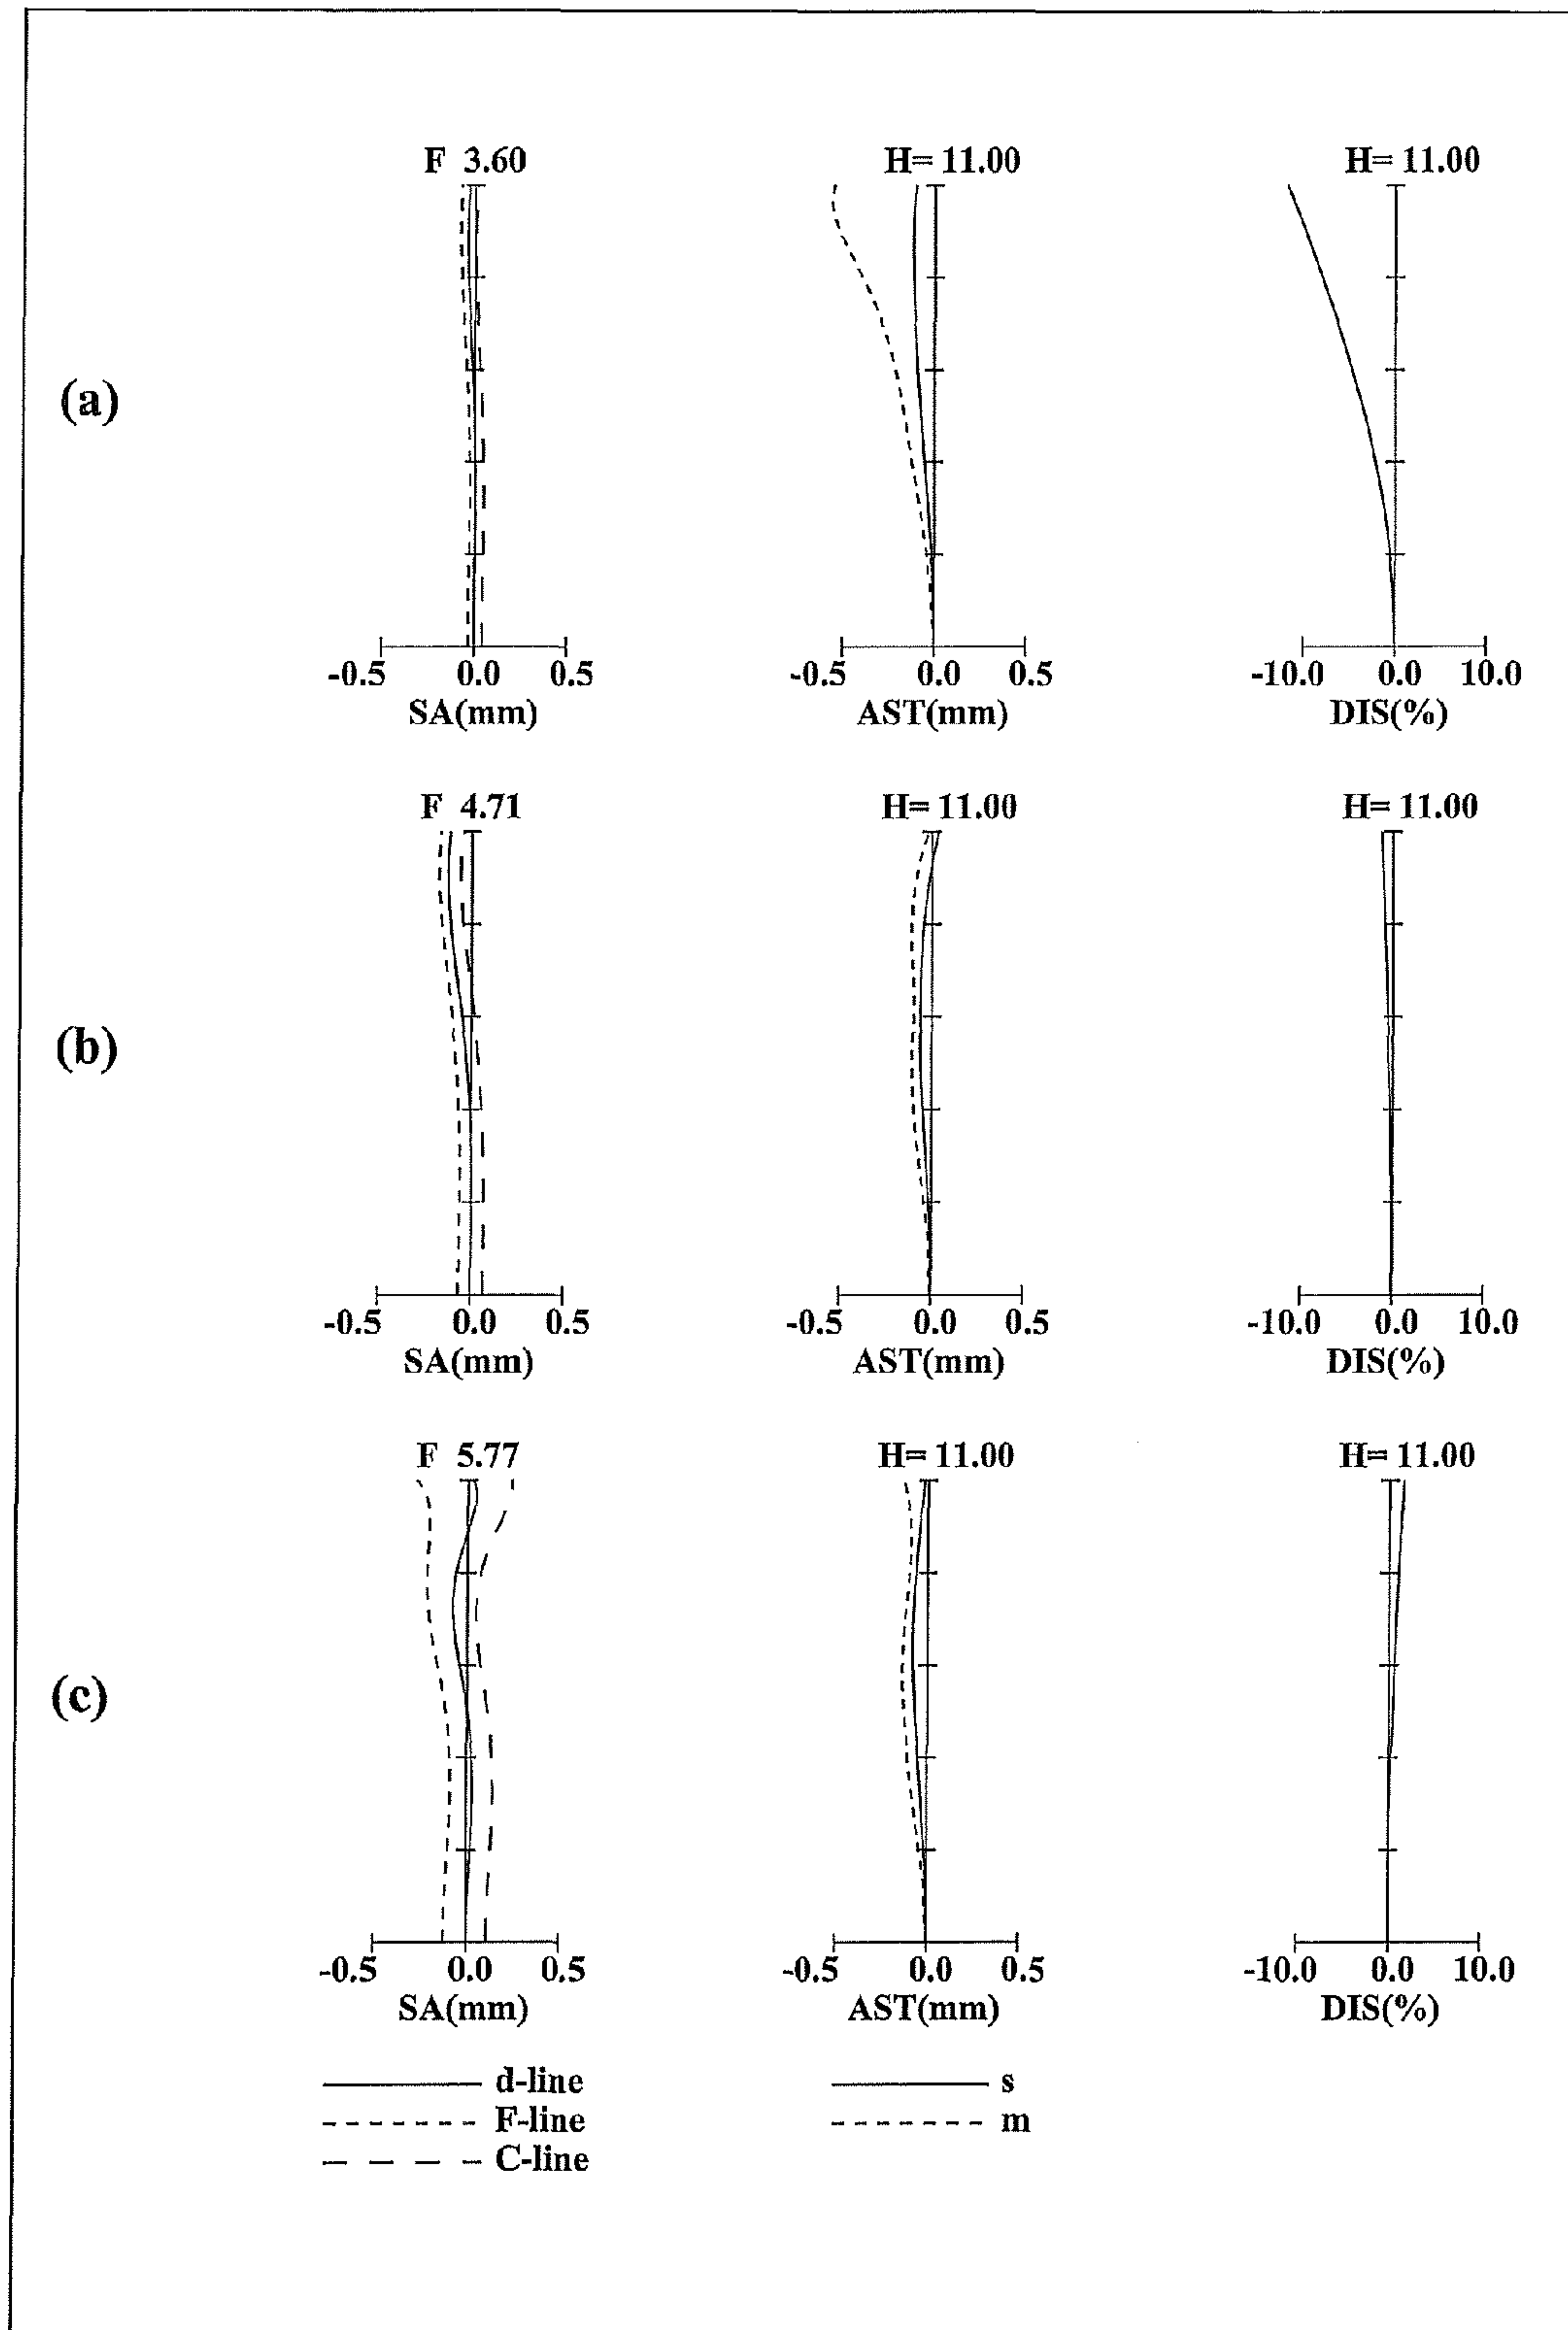 F 3.60 H= 11.00 H= 11.00
(a)
-0.5 0.0 0.5 -0.5 0.0 0.5 -10.0 0.0 10.0
SA(mm) AST(mm) DIS(%)
F 4.71 H= 11.00 H= 11.00
(b)
-0.5 0.0 0.5 -0.5 0.0 0.5 -10.0 0.0 10.0
SA(mm) AST(mm) DIS(%)
F 5.77 H= 11.00 H= 11.00
(c)
-0.5 0.0 0.5 -0.5 0.0 0.5 -10.0 0.0 10.0
SA(mm) AST(mm) DIS(%)
d-line s
F-line m
C-line